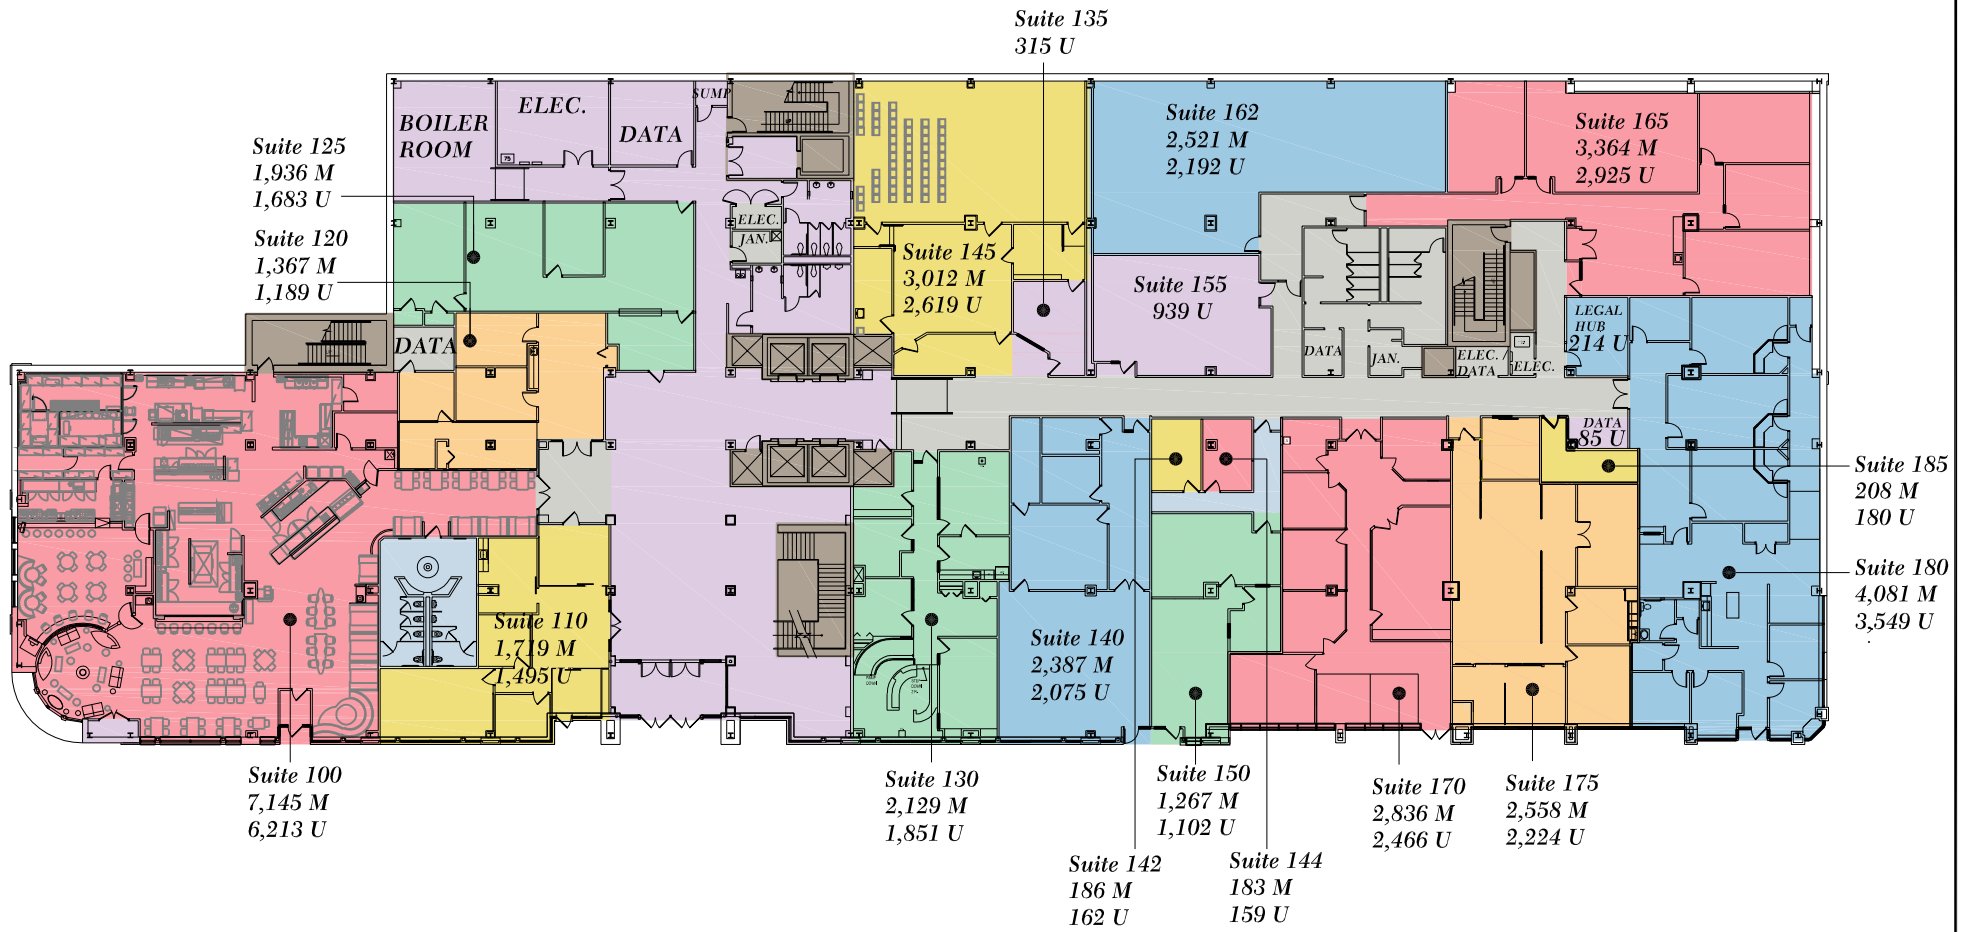 Suite 135
315 U
SUMP
ELEC.
BOILER
ROOM
DATA
Suite 162
2,521 M
2,192 U
Suite 165
3,364 M
2,925 U
Suite 125
1,936 M
1,683 U
75
ELEC.
JAN.
Suite 120
1,367 M
1,189 U
Suite 145
3,012 M
2,619 U
Suite 155
939 U
LEGAL
HUB
214 U
DATA
DATA
JAN.
ELEC. /
DATA
ELEC.
DATA
85 U
Suite 185
208 M
180 U
Suite 180
4,081 M
3,549 U
Suite 110
1,719 M
1,495 U
Suite 140
2,387 M
2,075 U
Suite 100
7,145 M
6,213 U
Suite 130
2,129 M
1,851 U
Suite 150
1,267 M
1,102 U
Suite 170
2,836 M
2,466 U
Suite 175
2,558 M
2,224 U
Suite 142
186 M
162 U
Suite 144
183 M
159 U